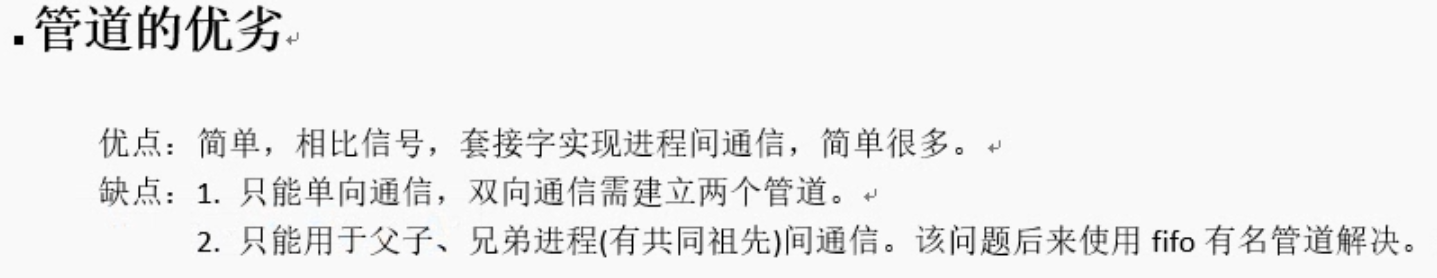 ▪管道的优劣
优点：简单，相比信号，套接字实现进程间通信，简单很多。
缺点：1. 只能单向通信，双向通信需建立两个管道。
2. 只能用于父子、兄弟进程(有共同祖先)间通信。该问题后来使用 fifo 有名管道解决。